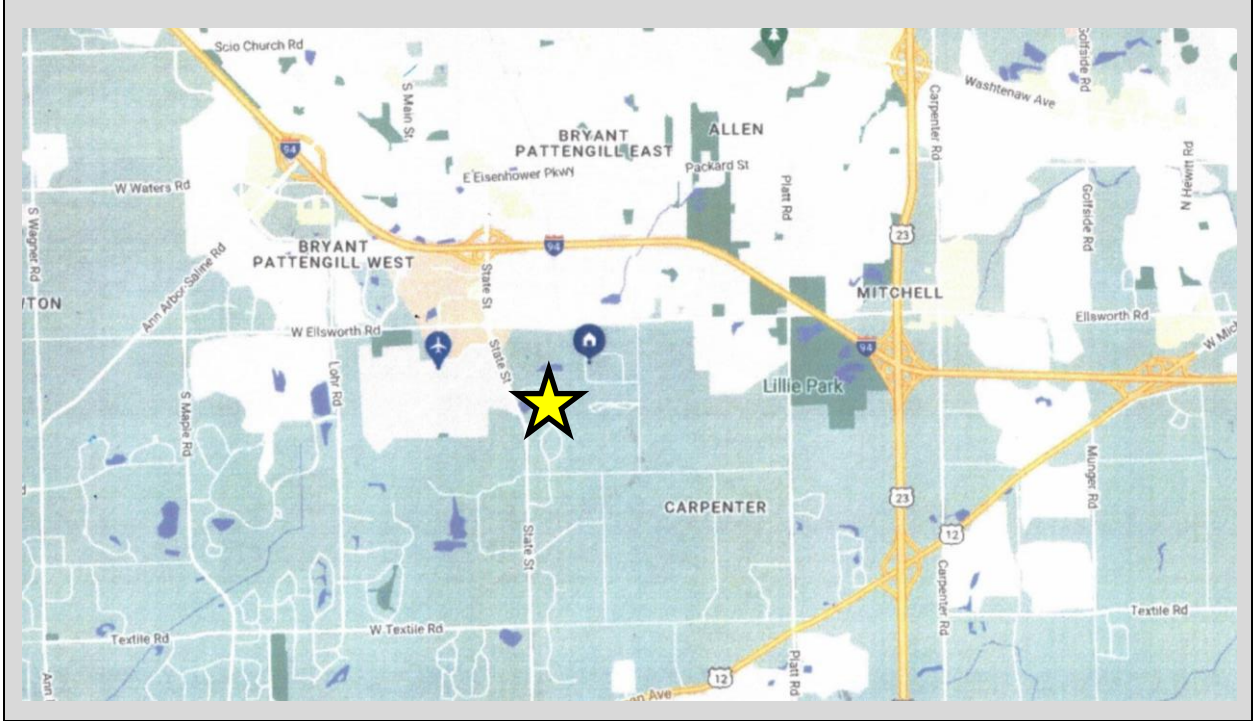 Scio Church Rd
S Main St
Washtenaw Ave
Golfside Rd
Carpenter Rd
BRYANT
PATTENGILL EAST
ALLEN
94
E Eisenhower Pkwy
Packard St
Platt Rd
N Hewitt Rd
W Waters Rd
S Wagner Rd
Golfside Rd
23
Ann Arbor-Saline Rd
BRYANT
PATTENGILL WEST
94
State St
MITCHELL
TON
W Ellsworth Rd
Ellsworth Rd
W Mich
State St
94
Lohr Rd
Lillie Park
S Maple Rd
Munger Rd
CARPENTER
23
12
State St
Carpenter Rd
Textile Rd
W Textile Rd
Textile Rd
Platt Rd
12
Ann
n Ave